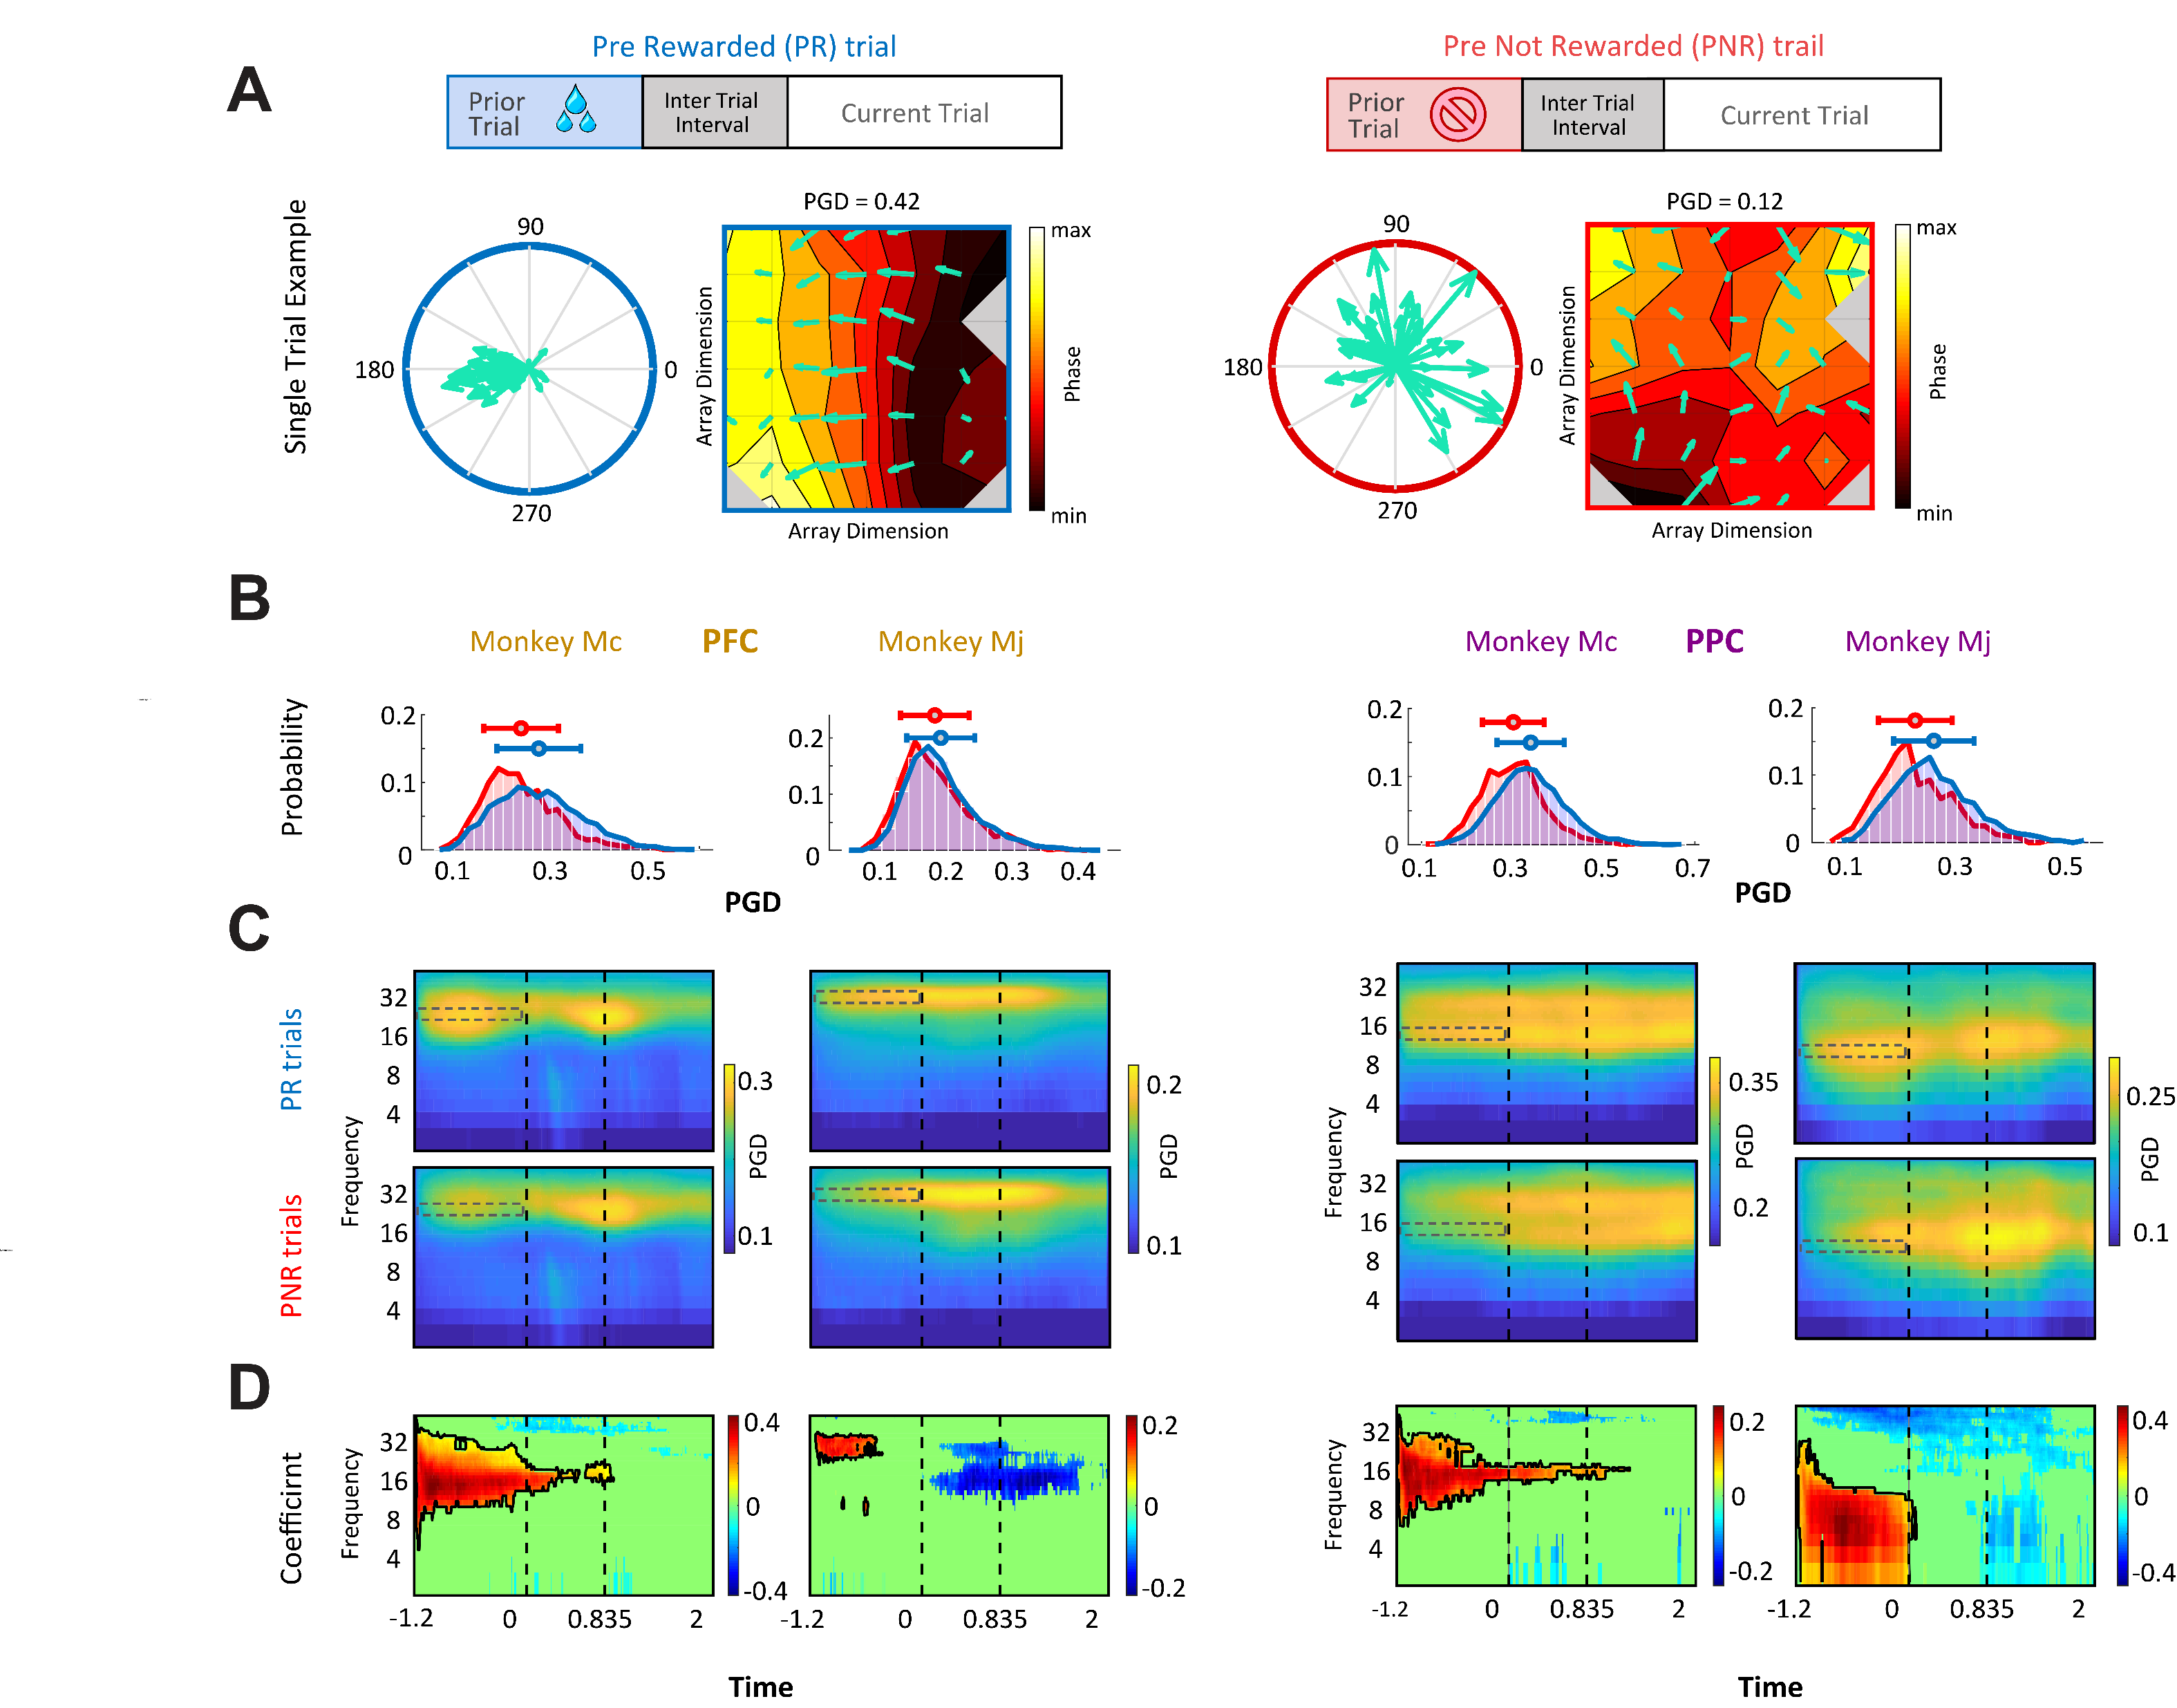 A
Pre Rewarded (PR) trial
Prior
Trial
Inter Trial
Interval
Current Trial
Pre Not Rewarded (PNR) trail
Prior
Trial
Inter Trial
Interval
Current Trial
Single Trial Example
90
180
0
270
PGD = 0.42
Array Dimension
Array Dimension
max
Phase
min
90
180
0
270
PGD = 0.12
Array Dimension
Array Dimension
max
Phase
min
B
Monkey Mc
PFC
Monkey Mj
Monkey Mc
PPC
Monkey Mj
Probability
0.2
0.1
0
0.1
0.3
0.5
0.2
0.1
0
0.1
0.2
0.3
0.4
PGD
0.2
0.1
0
0.1
0.3
0.5
0.7
0.2
0.1
0
0.1
0.3
0.5
PGD
C
PR trials
PNR trials
Frequency
32
16
8
4
32
16
8
4
0.3
PGD
0.1
0.2
PGD
0.1
Frequency
32
16
8
4
32
16
8
4
0.35
PGD
0.2
0.25
PGD
0.1
D
Coefficirnt
Frequency
32
16
8
4
-1.2
0
0.835
2
0.4
0
-0.4
-1.2
0
0.835
2
0.2
0
-0.2
Time
Frequency
32
16
8
4
-1.2
0
0.835
2
0.2
0
-0.2
-1.2
0
0.835
2
0.4
0
-0.4
Time